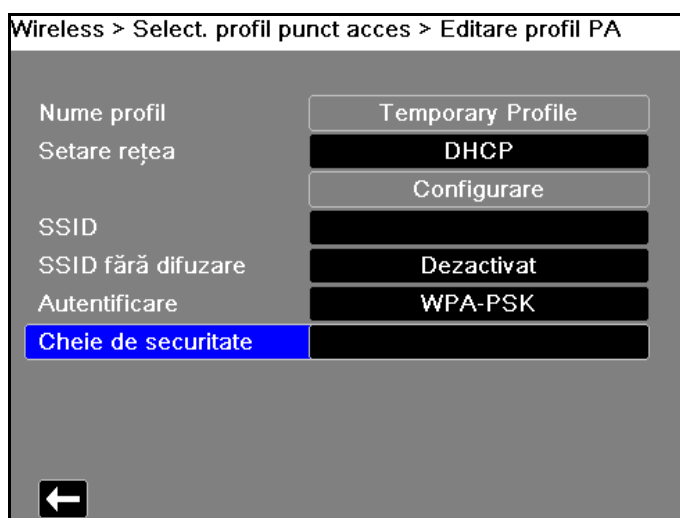 Wireless > Select. profil punct acces > Editare profil PA
Nume profil Temporary Profile
Setare rețea DHCP
Configurare
SSID
SSID fără difuzare Dezactivat
Autentificare WPA-PSK
Cheie de securitate